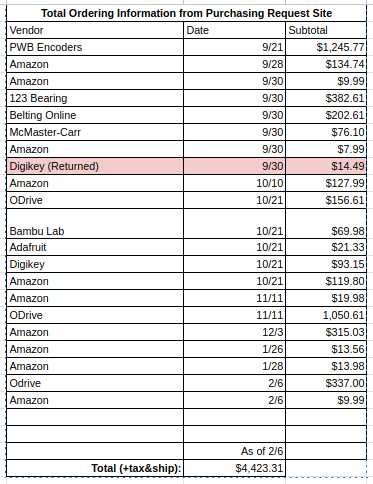 Total Ordering Information from Purchasing Request Site
Vendor Date Subtotal
PWB Encoders 9/21 $1,245.77
Amazon 9/28 $134.74
Amazon 9/30 $9.99
123 Bearing 9/30 $382.61
Belting Online 9/30 $202.61
McMaster-Carr 9/30 $76.10
Amazon 9/30 $7.99
Digikey (Returned) 9/30 $14.49
Amazon 10/10 $127.99
ODrive 10/21 $156.61
Bambu Lab 10/21 $69.98
Adafruit 10/21 $21.33
Digikey 10/21 $93.15
Amazon 10/21 $119.80
Amazon 11/11 $19.98
ODrive 11/11 1,050.61
Amazon 12/3 $315.03
Amazon 1/26 $13.56
Amazon 1/28 $13.98
Odrive 2/6 $337.00
Amazon 2/6 $9.99
As of 2/6
Total (+tax&ship): $4,423.31